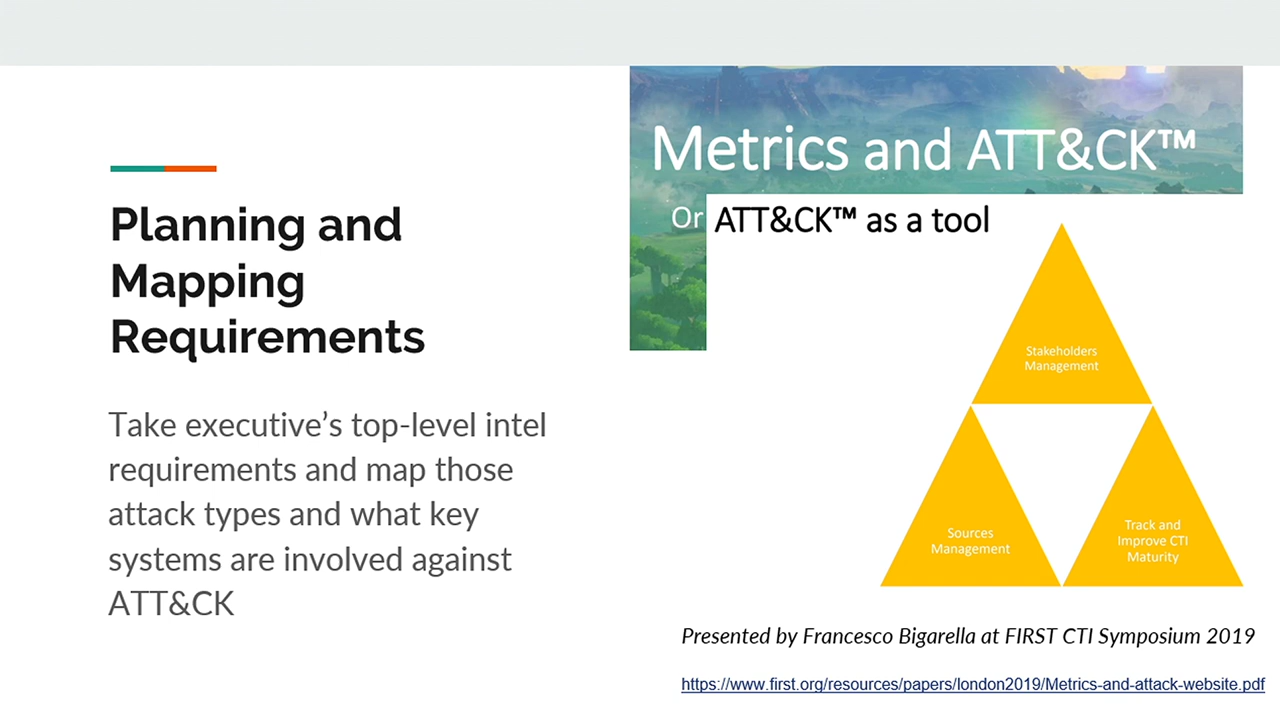 Planning and
Mapping
Requirements
Take executive’s top-level intel
requirements and map those
attack types and what key
systems are involved against
ATT&CK
Metrics and ATT&CK™
Or ATT&CK™ as a tool
Stakeholders
Management
Sources
Management
Track and
Improve CTI
Maturity
Presented by Francesco Bigarella at FIRST CTI Symposium 2019
https://www.first.org/resources/papers/london2019/Metrics-and-attack-website.pdf